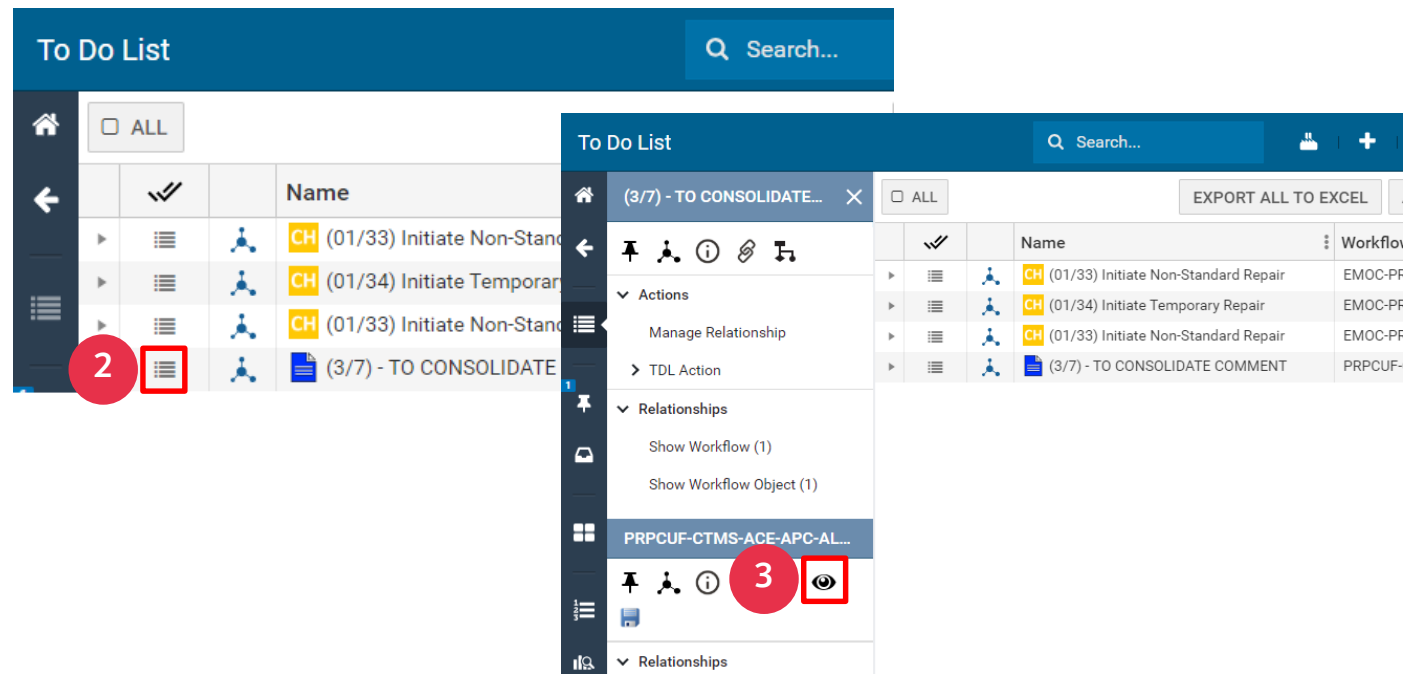 To Do List
Search...
ALL
Name
CH (01/33) Initiate Non-Stand
CH (01/34) Initiate Temporary
CH (01/33) Initiate Non-Stand
2
(3/7) - TO CONSOLIDATE
To Do List
Search...
(3/7) - TO CONSOLIDATE...
Actions
Manage Relationship
TDL Action
1
Relationships
Show Workflow (1)
Show Workflow Object (1)
PRPCUF-CTMS-ACE-APC-AL...
3
Relationships
ALL
EXPORT ALL TO EXCEL
Name
Workflow
CH (01/33) Initiate Non-Standard Repair
EMOC-PR
CH (01/34) Initiate Temporary Repair
EMOC-PR
CH (01/33) Initiate Non-Standard Repair
EMOC-PR
(3/7) - TO CONSOLIDATE COMMENT
PRPCUF-